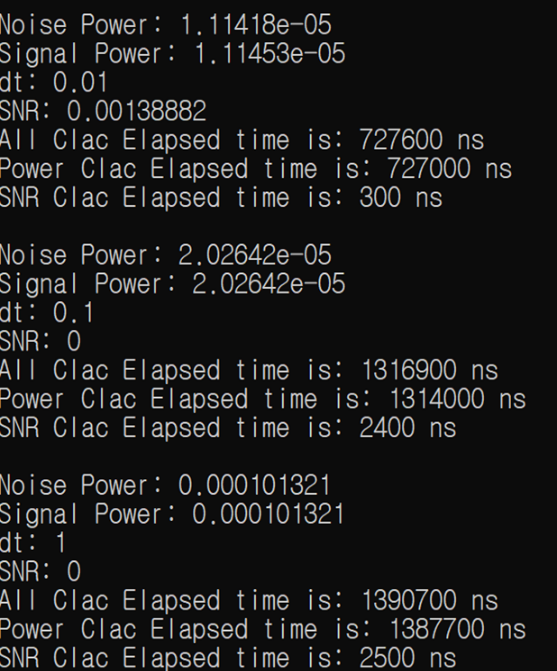 Noise Power: 1.11418e-05
Signal Power: 1.11453e-05
dt: 0.01
SNR: 0.00138882
All Clac Elapsed time is: 727600 ns
Power Clac Elapsed time is: 727000 ns
SNR Clac Elapsed time is: 300 ns

Noise Power: 2.02642e-05
Signal Power: 2.02642e-05
dt: 0.1
SNR: 0
All Clac Elapsed time is: 1316900 ns
Power Clac Elapsed time is: 1314000 ns
SNR Clac Elapsed time is: 2400 ns

Noise Power: 0.000101321
Signal Power: 0.000101321
dt: 1
SNR: 0
All Clac Elapsed time is: 1390700 ns
Power Clac Elapsed time is: 1387700 ns
SNR Clac Elapsed time is: 2500 ns